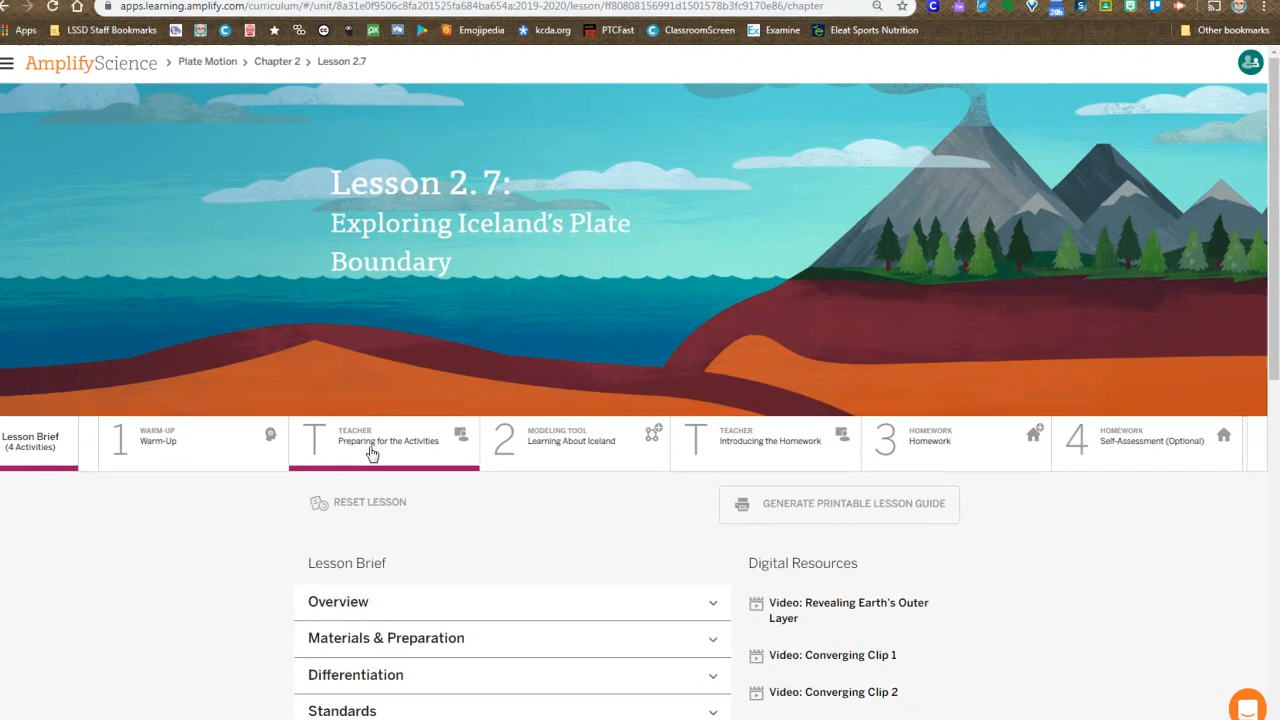 apps.learning.amplify.com/curriculum/#/unit/8a31e0f9506c8fa201525fa684bc604a:2019-2020/lesson/ff80808156991d1501578b3fc9170e86/chapter
Apps LSSD Staff Bookmarks Emojipedia kcda.org PTCFast ClassroomScreen Examine Eleat Sports Nutrition Other bookmarks
AmplifyScience > Plate Motion > Chapter 2 > Lesson 2.7
Lesson 2.7:
Exploring Iceland's Plate
Boundary
Lesson Brief
(4 Activities)
1 WARM-UP
Warm-Up
T TEACHER
Preparing for the Activities
2 MODELING TOOL
Learning About Iceland
T TEACHER
Introducing the Homework
3 HOMEWORK
Homework
4 HOMEWORK
Self-Assessment (Optional)
RESET LESSON
GENERATE PRINTABLE LESSON GUIDE
Lesson Brief
Overview
Materials & Preparation
Differentiation
Standards
Digital Resources
Video: Revealing Earth's Outer
Layer
Video: Converging Clip 1
Video: Converging Clip 2